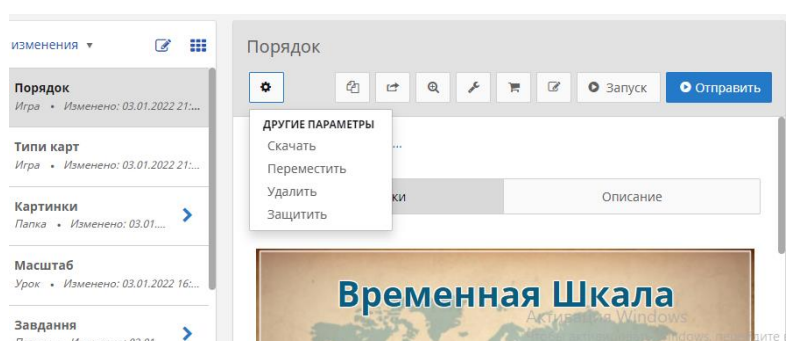 изменения
Порядок
Игра • Изменено: 03.01.2022 21:...
Типи карт
Игра • Изменено: 03.01.2022 21:...
Картинки
Папка • Изменено: 03.01....
Масштаб
Урок • Изменено: 03.01.2022 16:...
Завдання
Порядок
Запуск
Отправить
ДРУГИЕ ПАРАМЕТРЫ
Скачать
...
Переместить
Удалить
ки
Описание
Защитить
Временная Шкала
Активация Windows